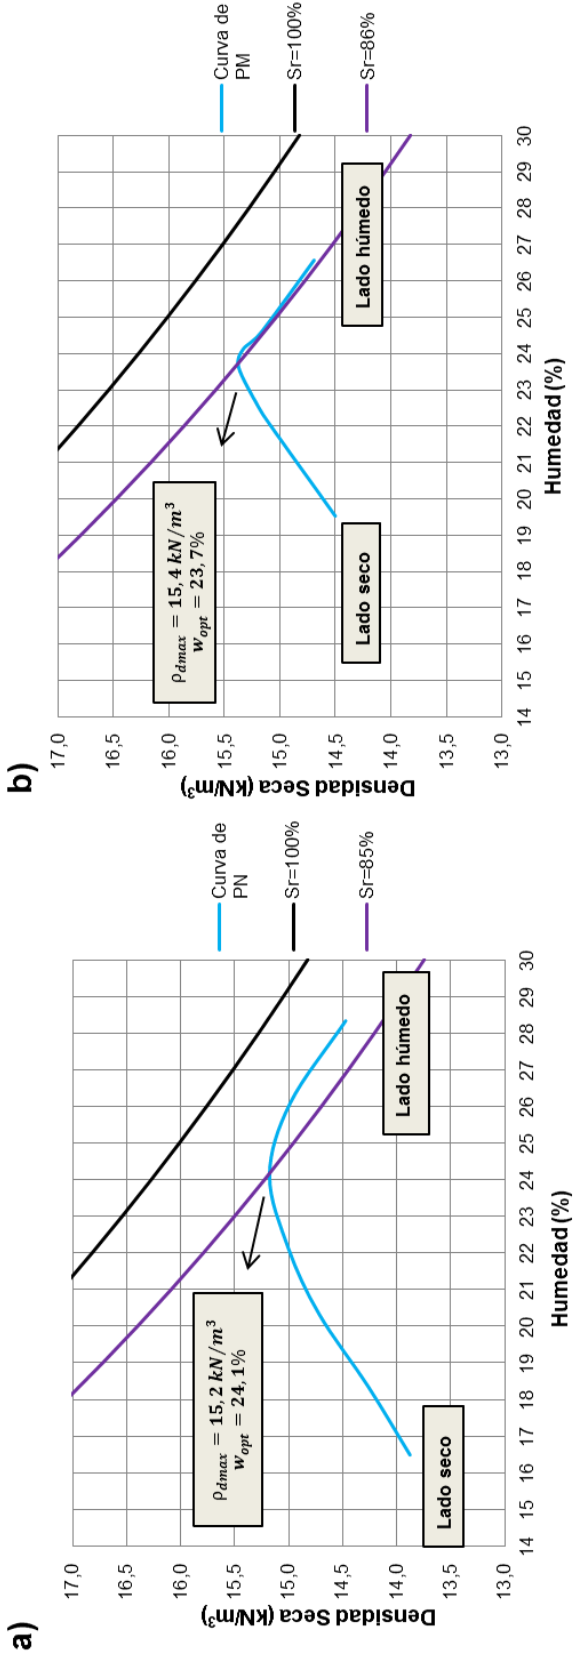 a)
Densidad Seca (kN/m³)
17,0
16,5
16,0
15,5
15,0
14,5
14,0
13,5
13,0
ρdmax = 15,2 kN/m³
wopt = 24,1%
Lado seco
Lado húmedo
14 15 16 17 18 19 20 21 22 23 24 25 26 27 28 29 30
Humedad (%)
Curva de
PN
Sr=100%
Sr=85%
b)
Densidad Seca (kN/m³)
17,0
16,5
16,0
15,5
15,0
14,5
14,0
13,5
13,0
ρdmax = 15,4 kN/m³
wopt = 23,7%
Lado seco
Lado húmedo
14 15 16 17 18 19 20 21 22 23 24 25 26 27 28 29 30
Humedad (%)
Curva de
PM
Sr=100%
Sr=86%